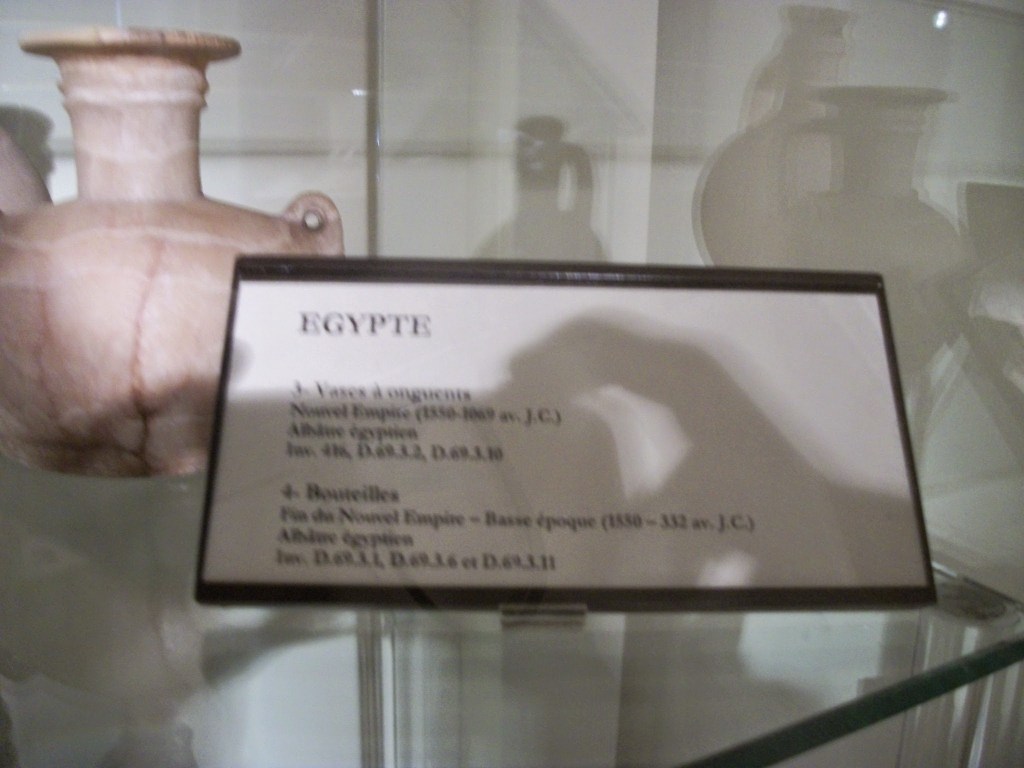 EGYPTE
3- Vases à onguents
Nouvel Empire (1550-1069 av. J.C.)
Albâtre égyptien
Inv. 416, D.69.3.2, D.69.3.10
4- Bouteilles
Fin du Nouvel Empire – Basse époque (1550 – 332 av. J.C.)
Albâtre égyptien
Inv. D.69.3.1, D.69.3.6 et D.69.3.11